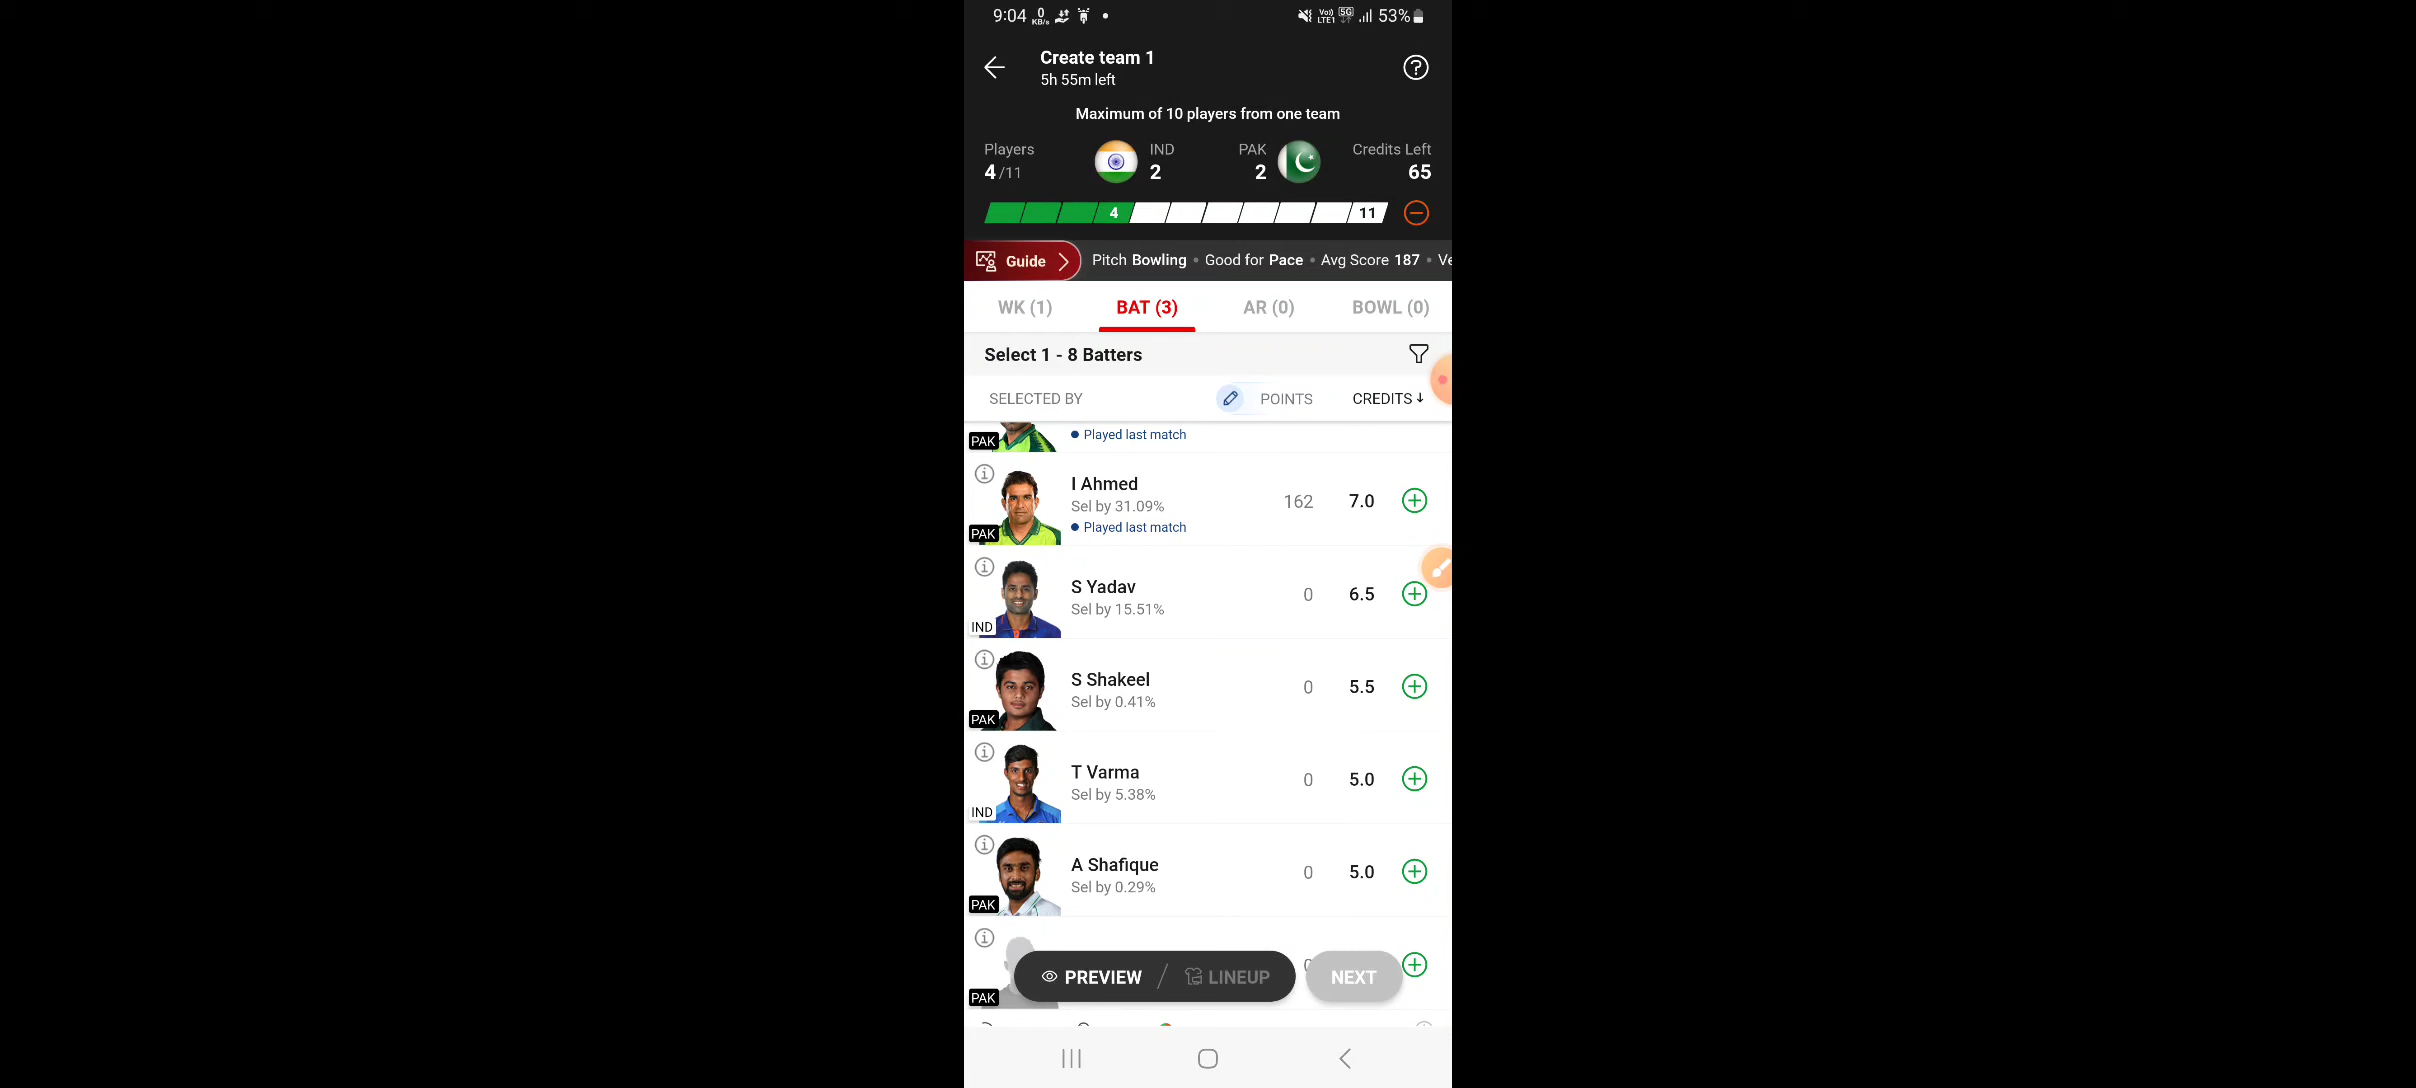 9:04 0 KB/s Vo)) LTE1 5G 53%
Create team 1
5h 55m left
Maximum of 10 players from one team
Players IND PAK Credits Left
4/11 2 2 65
4 11
Guide Pitch Bowling • Good for Pace • Avg Score 187 • Ve
WK (1) BAT (3) AR (0) BOWL (0)
Select 1 - 8 Batters
SELECTED BY POINTS CREDITS↓
PAK Played last match
I Ahmed
Sel by 31.09% 162 7.0
PAK Played last match
S Yadav
Sel by 15.51% 0 6.5
IND
S Shakeel
Sel by 0.41% 0 5.5
PAK
T Varma
Sel by 5.38% 0 5.0
IND
A Shafique
Sel by 0.29% 0 5.0
PAK
PREVIEW / LINEUP NEXT
PAK